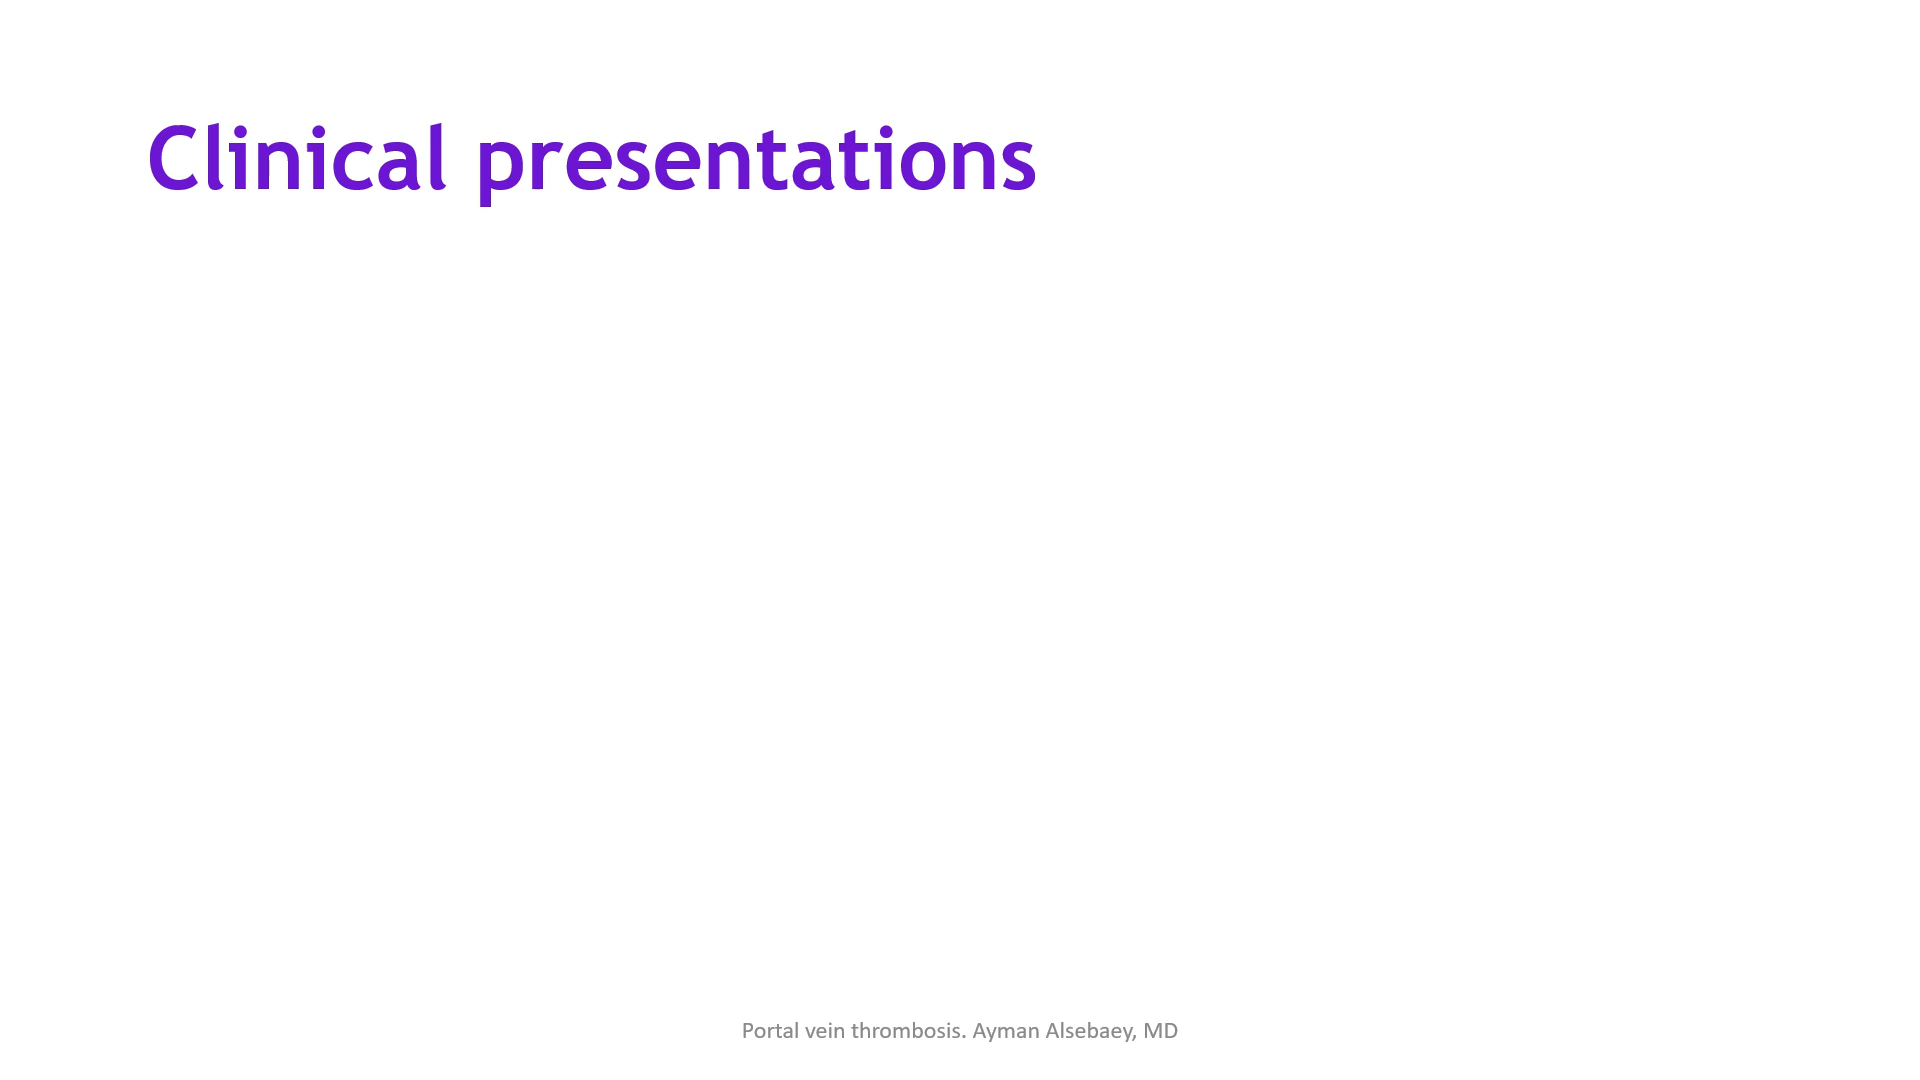 Clinical presentations
Portal vein thrombosis. Ayman Alsebaey, MD